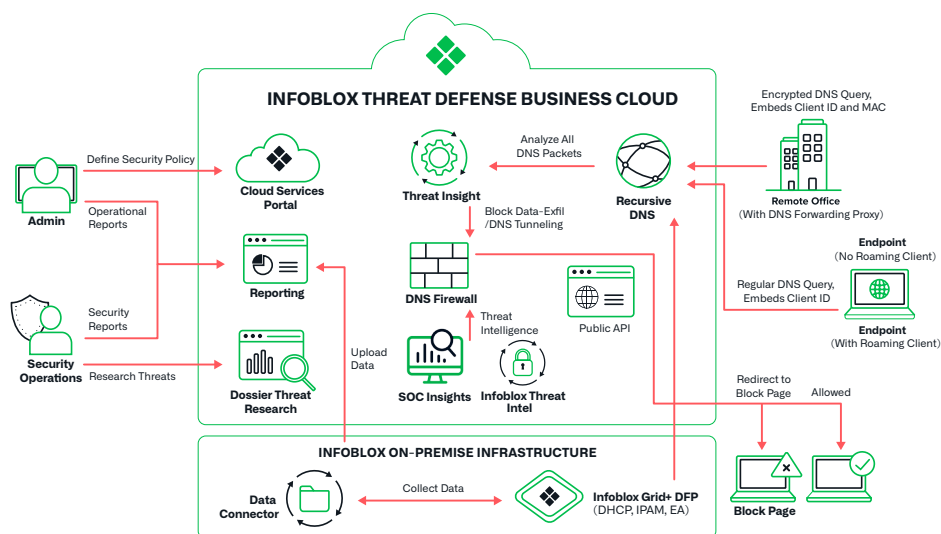 INFOBLOX THREAT DEFENSE BUSINESS CLOUD
Define Security Policy
Admin
Operational
Reports
Security
Reports
Security
Operations
Research Threats
Cloud Services
Portal
Reporting
Dossier Threat
Research
Threat Insight
Analyze All
DNS Packets
Recursive
DNS
Block Data-Exfil
/DNS Tunneling
DNS Firewall
Public API
Threat
Intelligence
SOC Insights
Infoblox Threat
Intel
Upload
Data
Encrypted DNS Query,
Embeds Client ID and MAC
Remote Office
(With DNS Forwarding Proxy)
Endpoint
(No Roaming Client)
Regular DNS Query,
Embeds Client ID
Endpoint
(With Roaming Client)
Redirect to
Block Page
Allowed
Block Page
INFOBLOX ON-PREMISE INFRASTRUCTURE
Data
Connector
Collect Data
Infoblox Grid+ DFP
(DHCP, IPAM, EA)